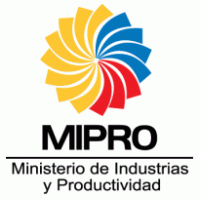 MIPRO
Ministerio de Industrias
y Productividad